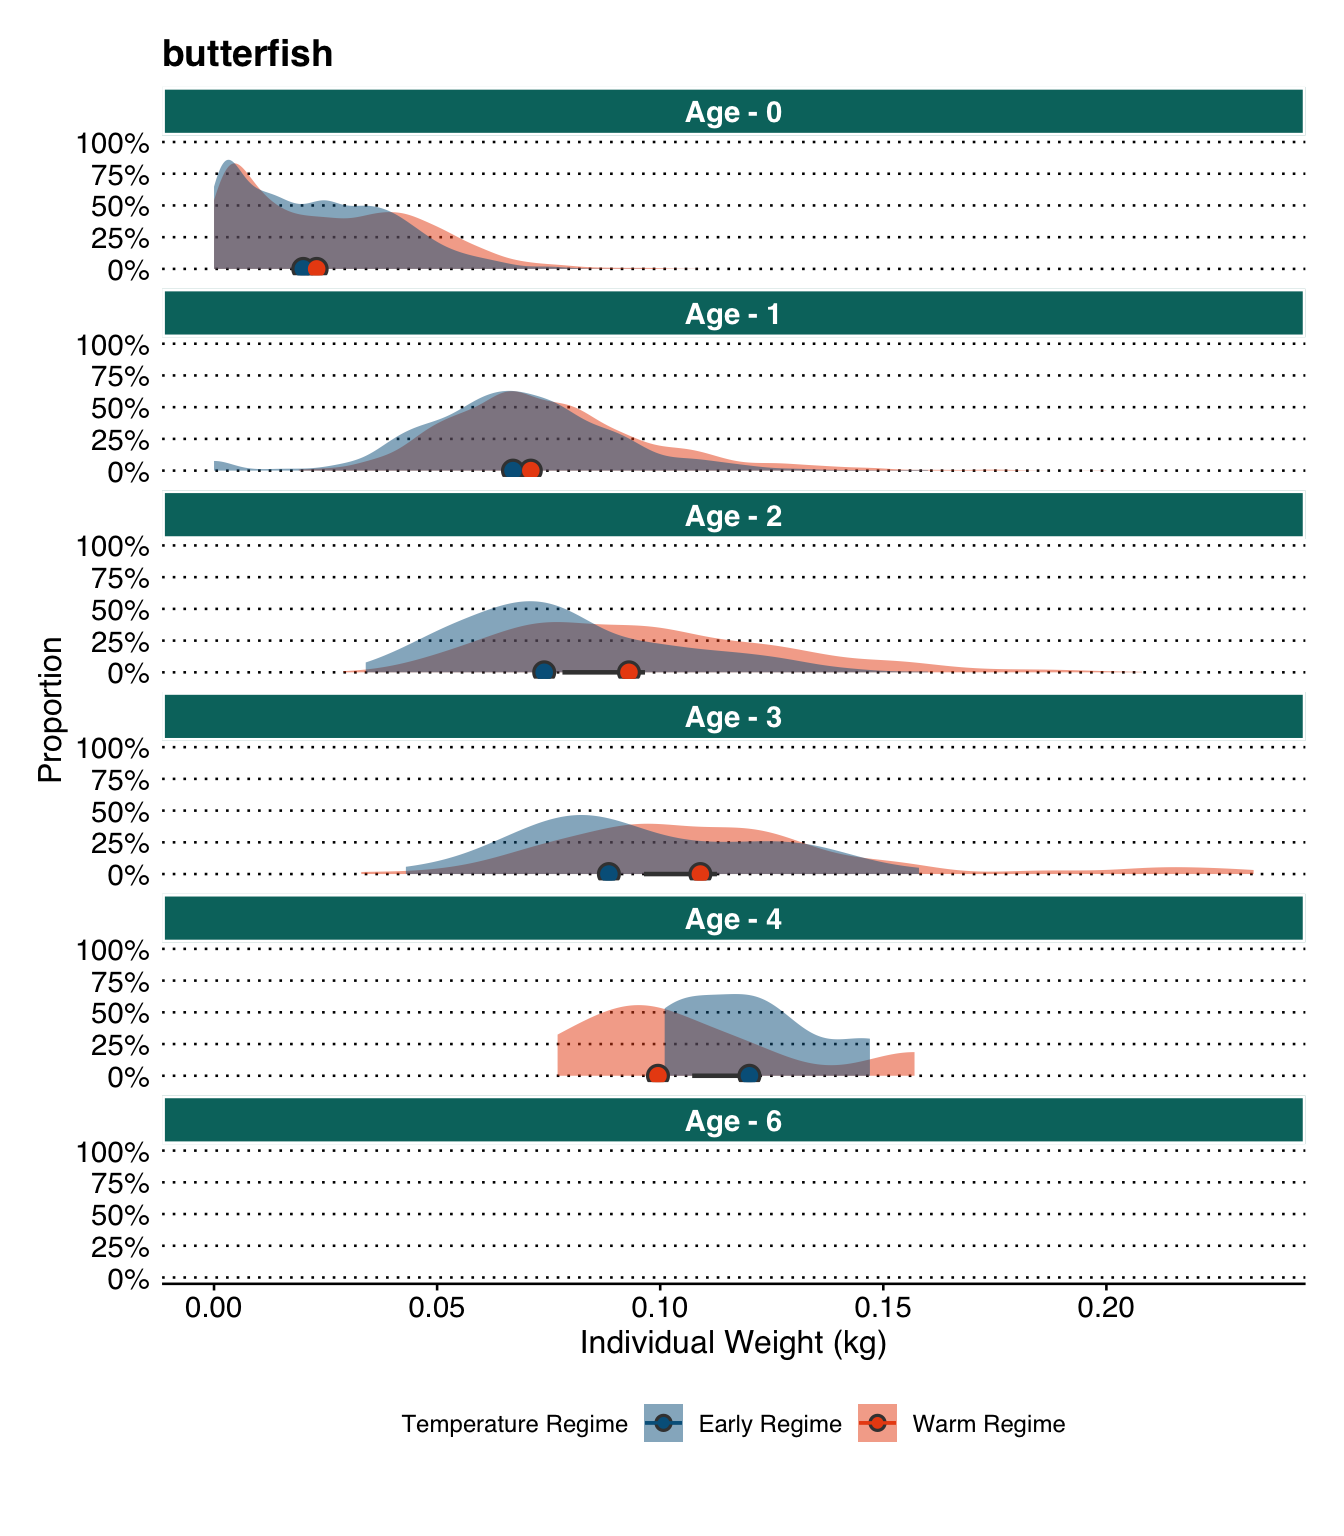 butterfish
Age - 0
100%
75%
50%
25%
0%
Age - 1
100%
75%
50%
25%
0%
Age - 2
100%
75%
50%
25%
0%
Age - 3
100%
75%
50%
25%
0%
Age - 4
100%
75%
50%
25%
0%
Age - 6
100%
75%
50%
25%
0%
Proportion
0.00 0.05 0.10 0.15 0.20
Individual Weight (kg)
Temperature Regime Early Regime Warm Regime